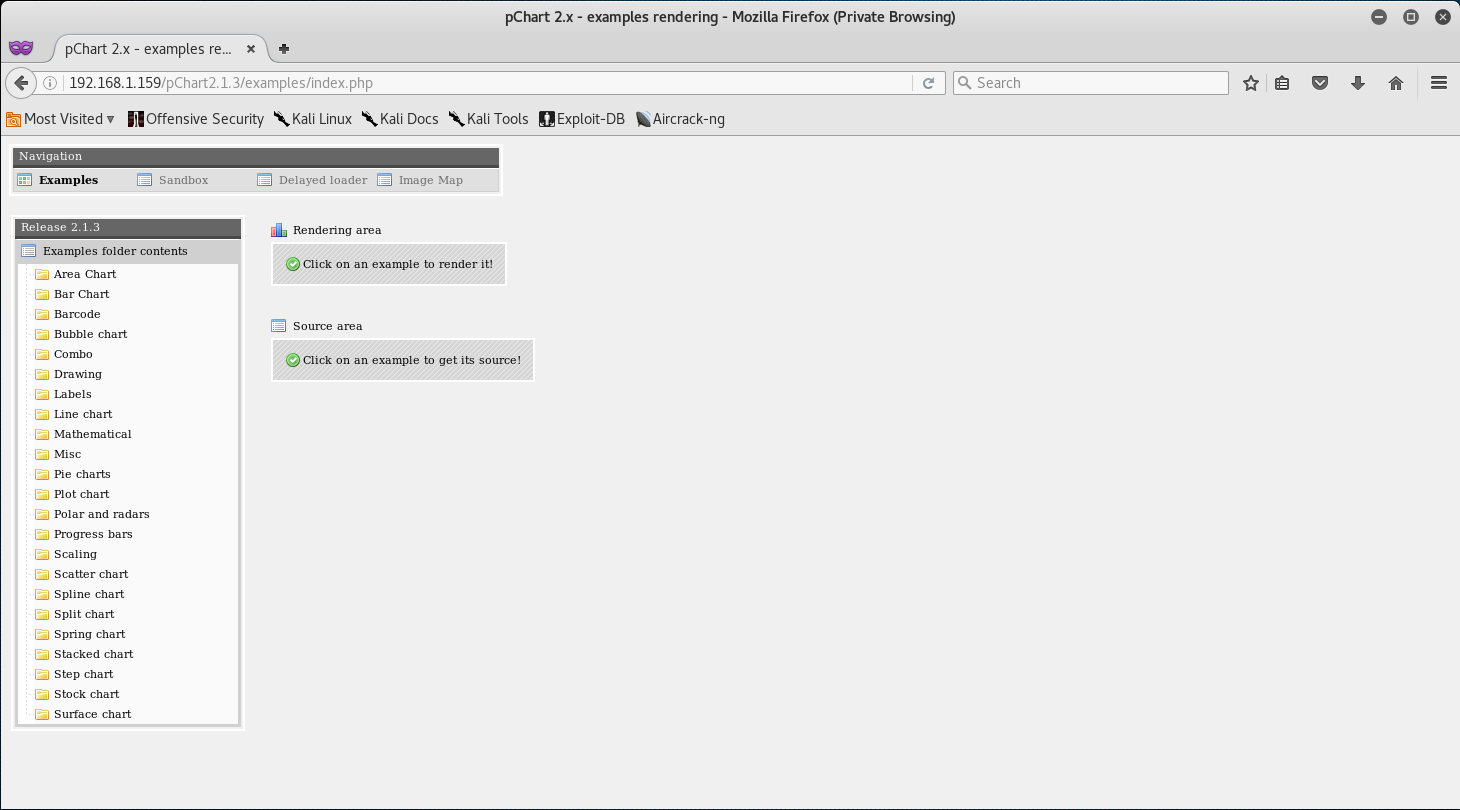 pChart 2.x - examples rendering - Mozilla Firefox (Private Browsing)
pChart 2.x - examples re...
192.168.1.159/pChart2.1.3/examples/index.php
Search
Most Visited Offensive Security Kali Linux Kali Docs Kali Tools Exploit-DB Aircrack-ng
Navigation
Examples Sandbox Delayed loader Image Map
Release 2.1.3
Examples folder contents
Area Chart
Bar Chart
Barcode
Bubble chart
Combo
Drawing
Labels
Line chart
Mathematical
Misc
Pie charts
Plot chart
Polar and radars
Progress bars
Scaling
Scatter chart
Spline chart
Split chart
Spring chart
Stacked chart
Step chart
Stock chart
Surface chart
Rendering area
Click on an example to render it!
Source area
Click on an example to get its source!